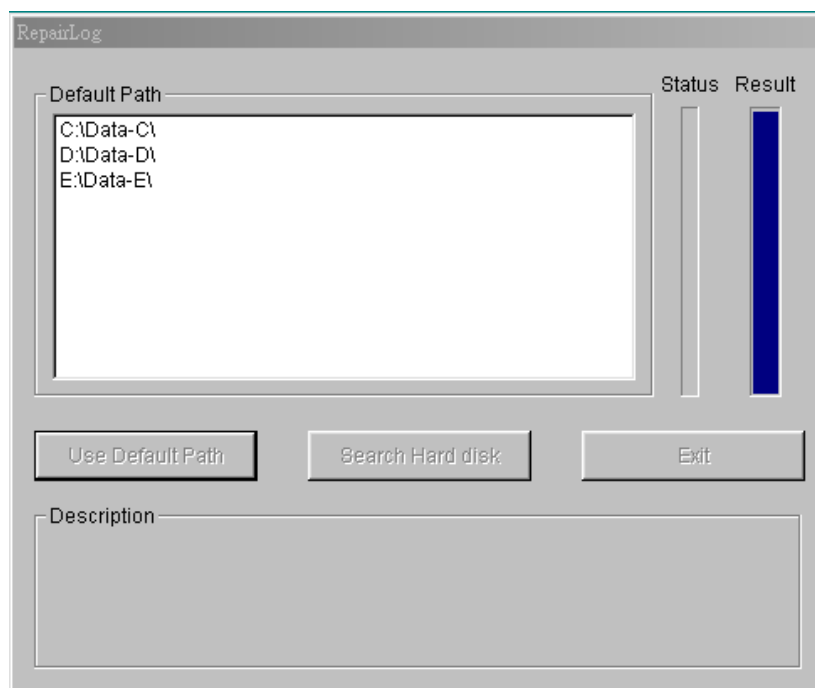 RepairLog
Status Result
Default Path
C:\Data-C\
D:\Data-D\
E:\Data-E\
Use Default Path Search Hard disk Exit
Description